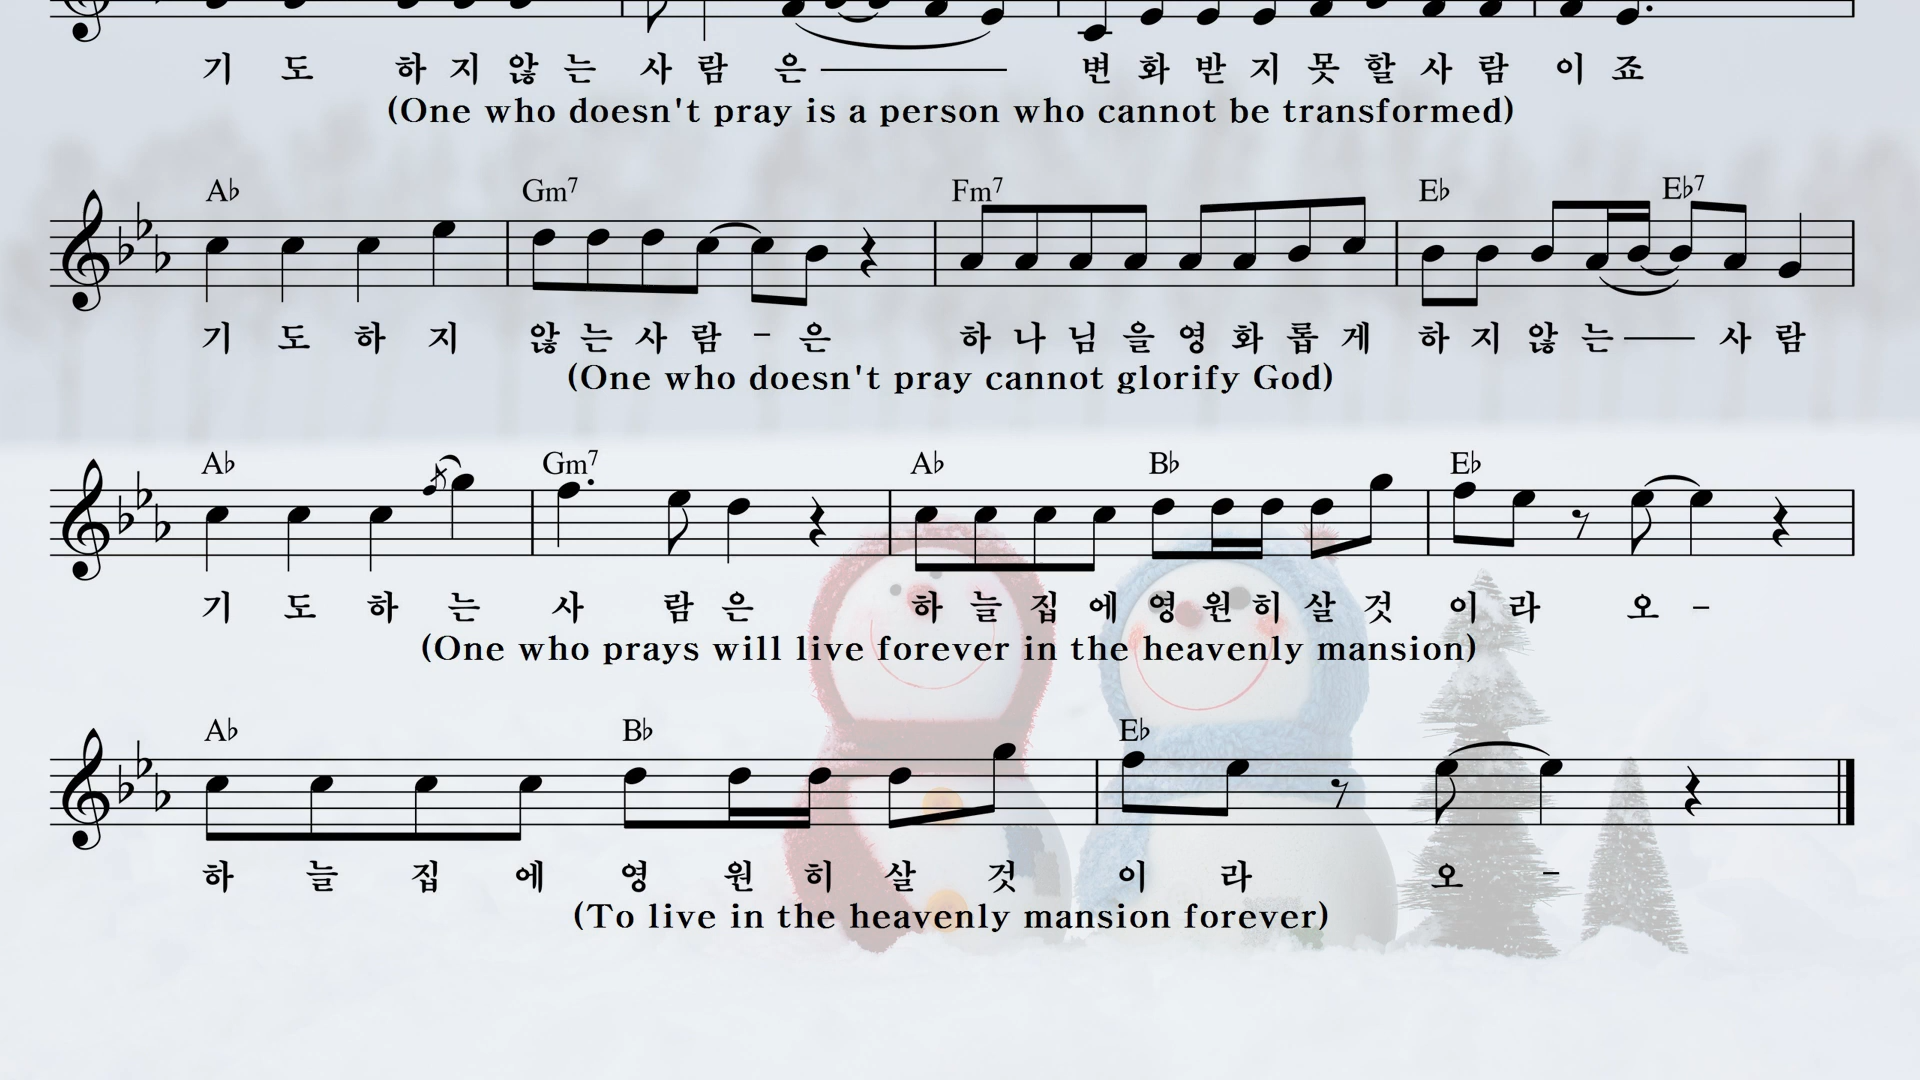 기 도 하 지 않 는 사 람 은 변 화 받 지 못 할 사 람 이 죠
(One who doesn't pray is a person who cannot be transformed)
A♭ Gm7 Fm7 E♭ E♭7
기 도 하 지 않 는 사 람 - 은 하 나 님 을 영 화 롭 게 하 지 않 는 사 람
(One who doesn't pray cannot glorify God)
A♭ Gm7 A♭ B♭ E♭
기 도 하 는 사 람 은 하 늘 집 에 영 원 히 살 것 이 라 오 -
(One who prays will live forever in the heavenly mansion)
A♭ B♭ E♭
하 늘 집 에 영 원 히 살 것 이 라 오 -
(To live in the heavenly mansion forever)